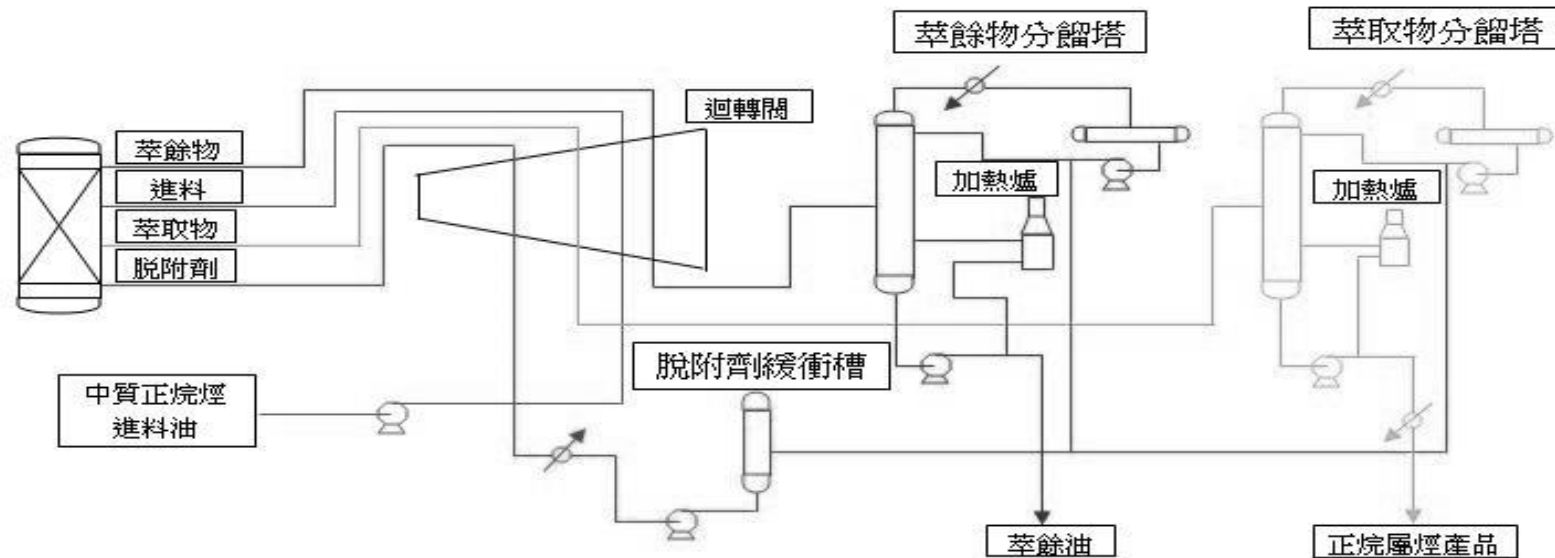 萃餘物分餾塔
萃取物分餾塔
迴轉閥
萃餘物
進料
萃取物
脫附劑
加熱爐
加熱爐
脫附劑緩衝槽
中質正烷烴
進料油
萃餘油
正烷屬烴產品